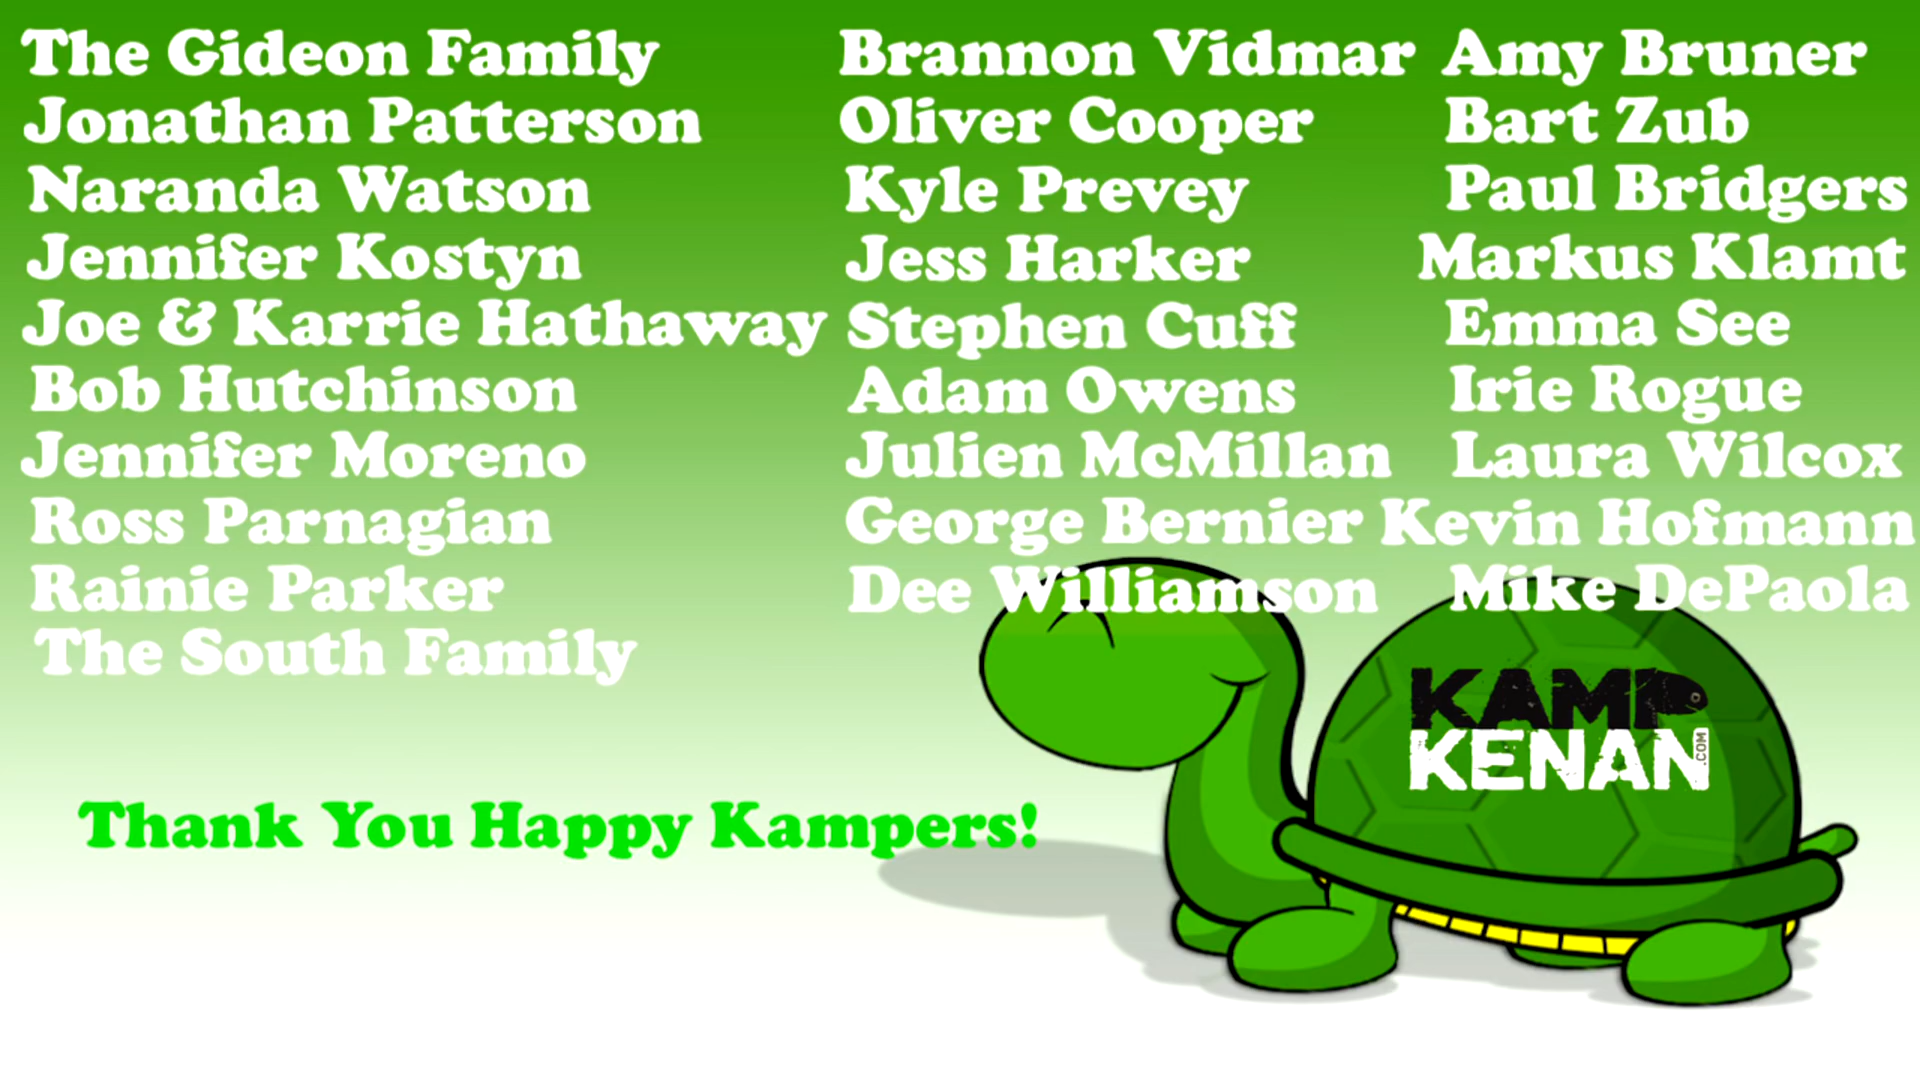 The Gideon Family
Jonathan Patterson
Naranda Watson
Jennifer Kostyn
Joe & Karrie Hathaway
Bob Hutchinson
Jennifer Moreno
Ross Parnagian
Rainie Parker
The South Family
Brannon Vidmar
Oliver Cooper
Kyle Prevey
Jess Harker
Stephen Cuff
Adam Owens
Julien McMillan
George Bernier
Dee Williamson
Amy Bruner
Bart Zub
Paul Bridgers
Markus Klamt
Emma See
Irie Rogue
Laura Wilcox
Kevin Hofmann
Mike DePaola
KAMP
KENAN.COM
Thank You Happy Kampers!